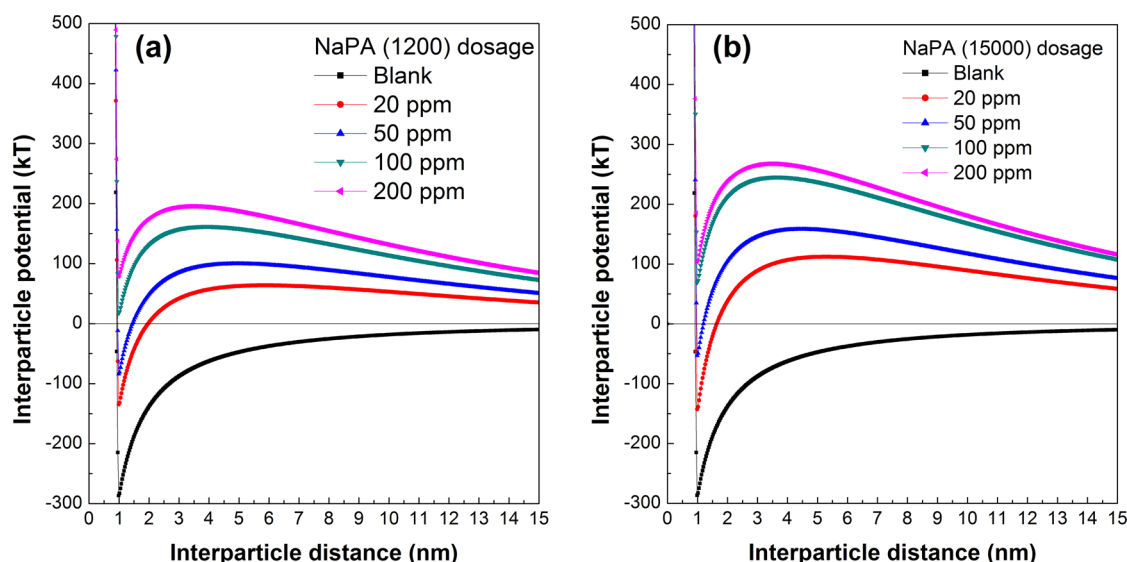 (a)
NaPA (1200) dosage
Blank
20 ppm
50 ppm
100 ppm
200 ppm
Interparticle potential (kT)
500
400
300
200
100
0
-100
-200
-300
0 1 2 3 4 5 6 7 8 9 10 11 12 13 14 15
Interparticle distance (nm)
(b)
NaPA (15000) dosage
Blank
20 ppm
50 ppm
100 ppm
200 ppm
Interparticle potential (kT)
500
400
300
200
100
0
-100
-200
-300
0 1 2 3 4 5 6 7 8 9 10 11 12 13 14 15
Interparticle distance (nm)